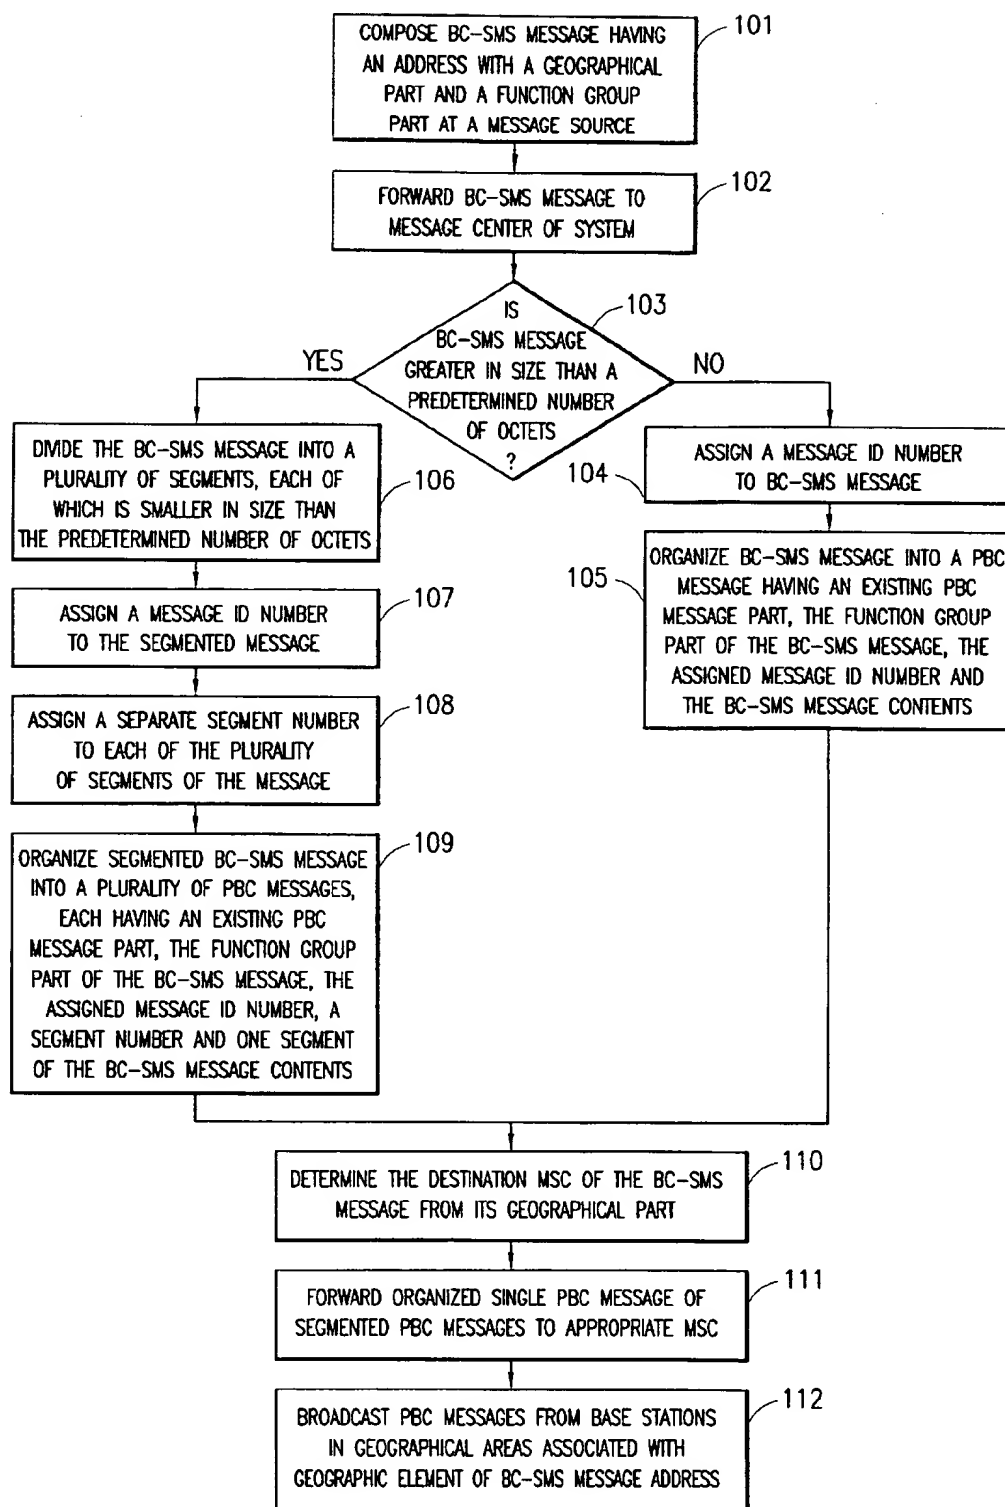 COMPOSE BC-SMS MESSAGE HAVING
AN ADDRESS WITH A GEOGRAPHICAL
PART AND A FUNCTION GROUP
PART AT A MESSAGE SOURCE
101
FORWARD BC-SMS MESSAGE TO
MESSAGE CENTER OF SYSTEM
102
IS
BC-SMS MESSAGE
GREATER IN SIZE THAN A
PREDETERMINED NUMBER
OF OCTETS
?
103
YES
NO
DIVIDE THE BC-SMS MESSAGE INTO A
PLURALITY OF SEGMENTS, EACH OF
WHICH IS SMALLER IN SIZE THAN
THE PREDETERMINED NUMBER OF OCTETS
106
ASSIGN A MESSAGE ID NUMBER
TO THE SEGMENTED MESSAGE
107
ASSIGN A SEPARATE SEGMENT NUMBER
TO EACH OF THE PLURALITY
OF SEGMENTS OF THE MESSAGE
108
ORGANIZE SEGMENTED BC-SMS MESSAGE
INTO A PLURALITY OF PBC MESSAGES,
EACH HAVING AN EXISTING PBC
MESSAGE PART, THE FUNCTION GROUP
PART OF THE BC-SMS MESSAGE, THE
ASSIGNED MESSAGE ID NUMBER, A
SEGMENT NUMBER AND ONE SEGMENT
OF THE BC-SMS MESSAGE CONTENTS
109
104
ASSIGN A MESSAGE ID NUMBER
TO BC-SMS MESSAGE
105
ORGANIZE BC-SMS MESSAGE INTO A PBC
MESSAGE HAVING AN EXISTING PBC
MESSAGE PART, THE FUNCTION GROUP
PART OF THE BC-SMS MESSAGE, THE
ASSIGNED MESSAGE ID NUMBER AND
THE BC-SMS MESSAGE CONTENTS
DETERMINE THE DESTINATION MSC OF THE BC-SMS
MESSAGE FROM ITS GEOGRAPHICAL PART
110
FORWARD ORGANIZED SINGLE PBC MESSAGE OF
SEGMENTED PBC MESSAGES TO APPROPRIATE MSC
111
BROADCAST PBC MESSAGES FROM BASE STATIONS
IN GEOGRAPHICAL AREAS ASSOCIATED WITH
GEOGRAPHIC ELEMENT OF BC-SMS MESSAGE ADDRESS
112